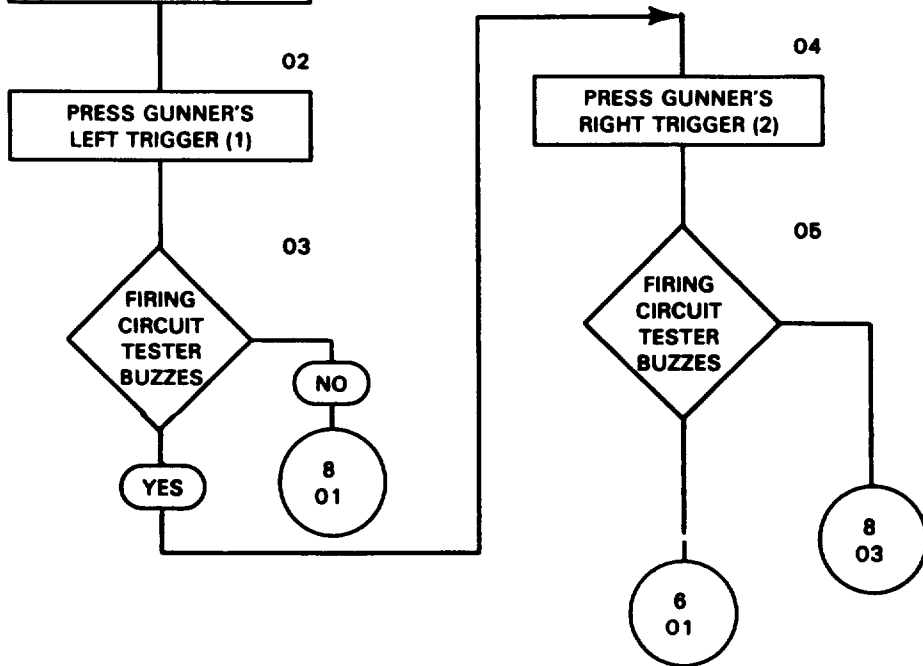 02
PRESS GUNNER'S
LEFT TRIGGER (1)
03
FIRING
CIRCUIT
TESTER
BUZZES
NO
8
01
YES
04
PRESS GUNNER'S
RIGHT TRIGGER (2)
05
FIRING
CIRCUIT
TESTER
BUZZES
8
03
6
01